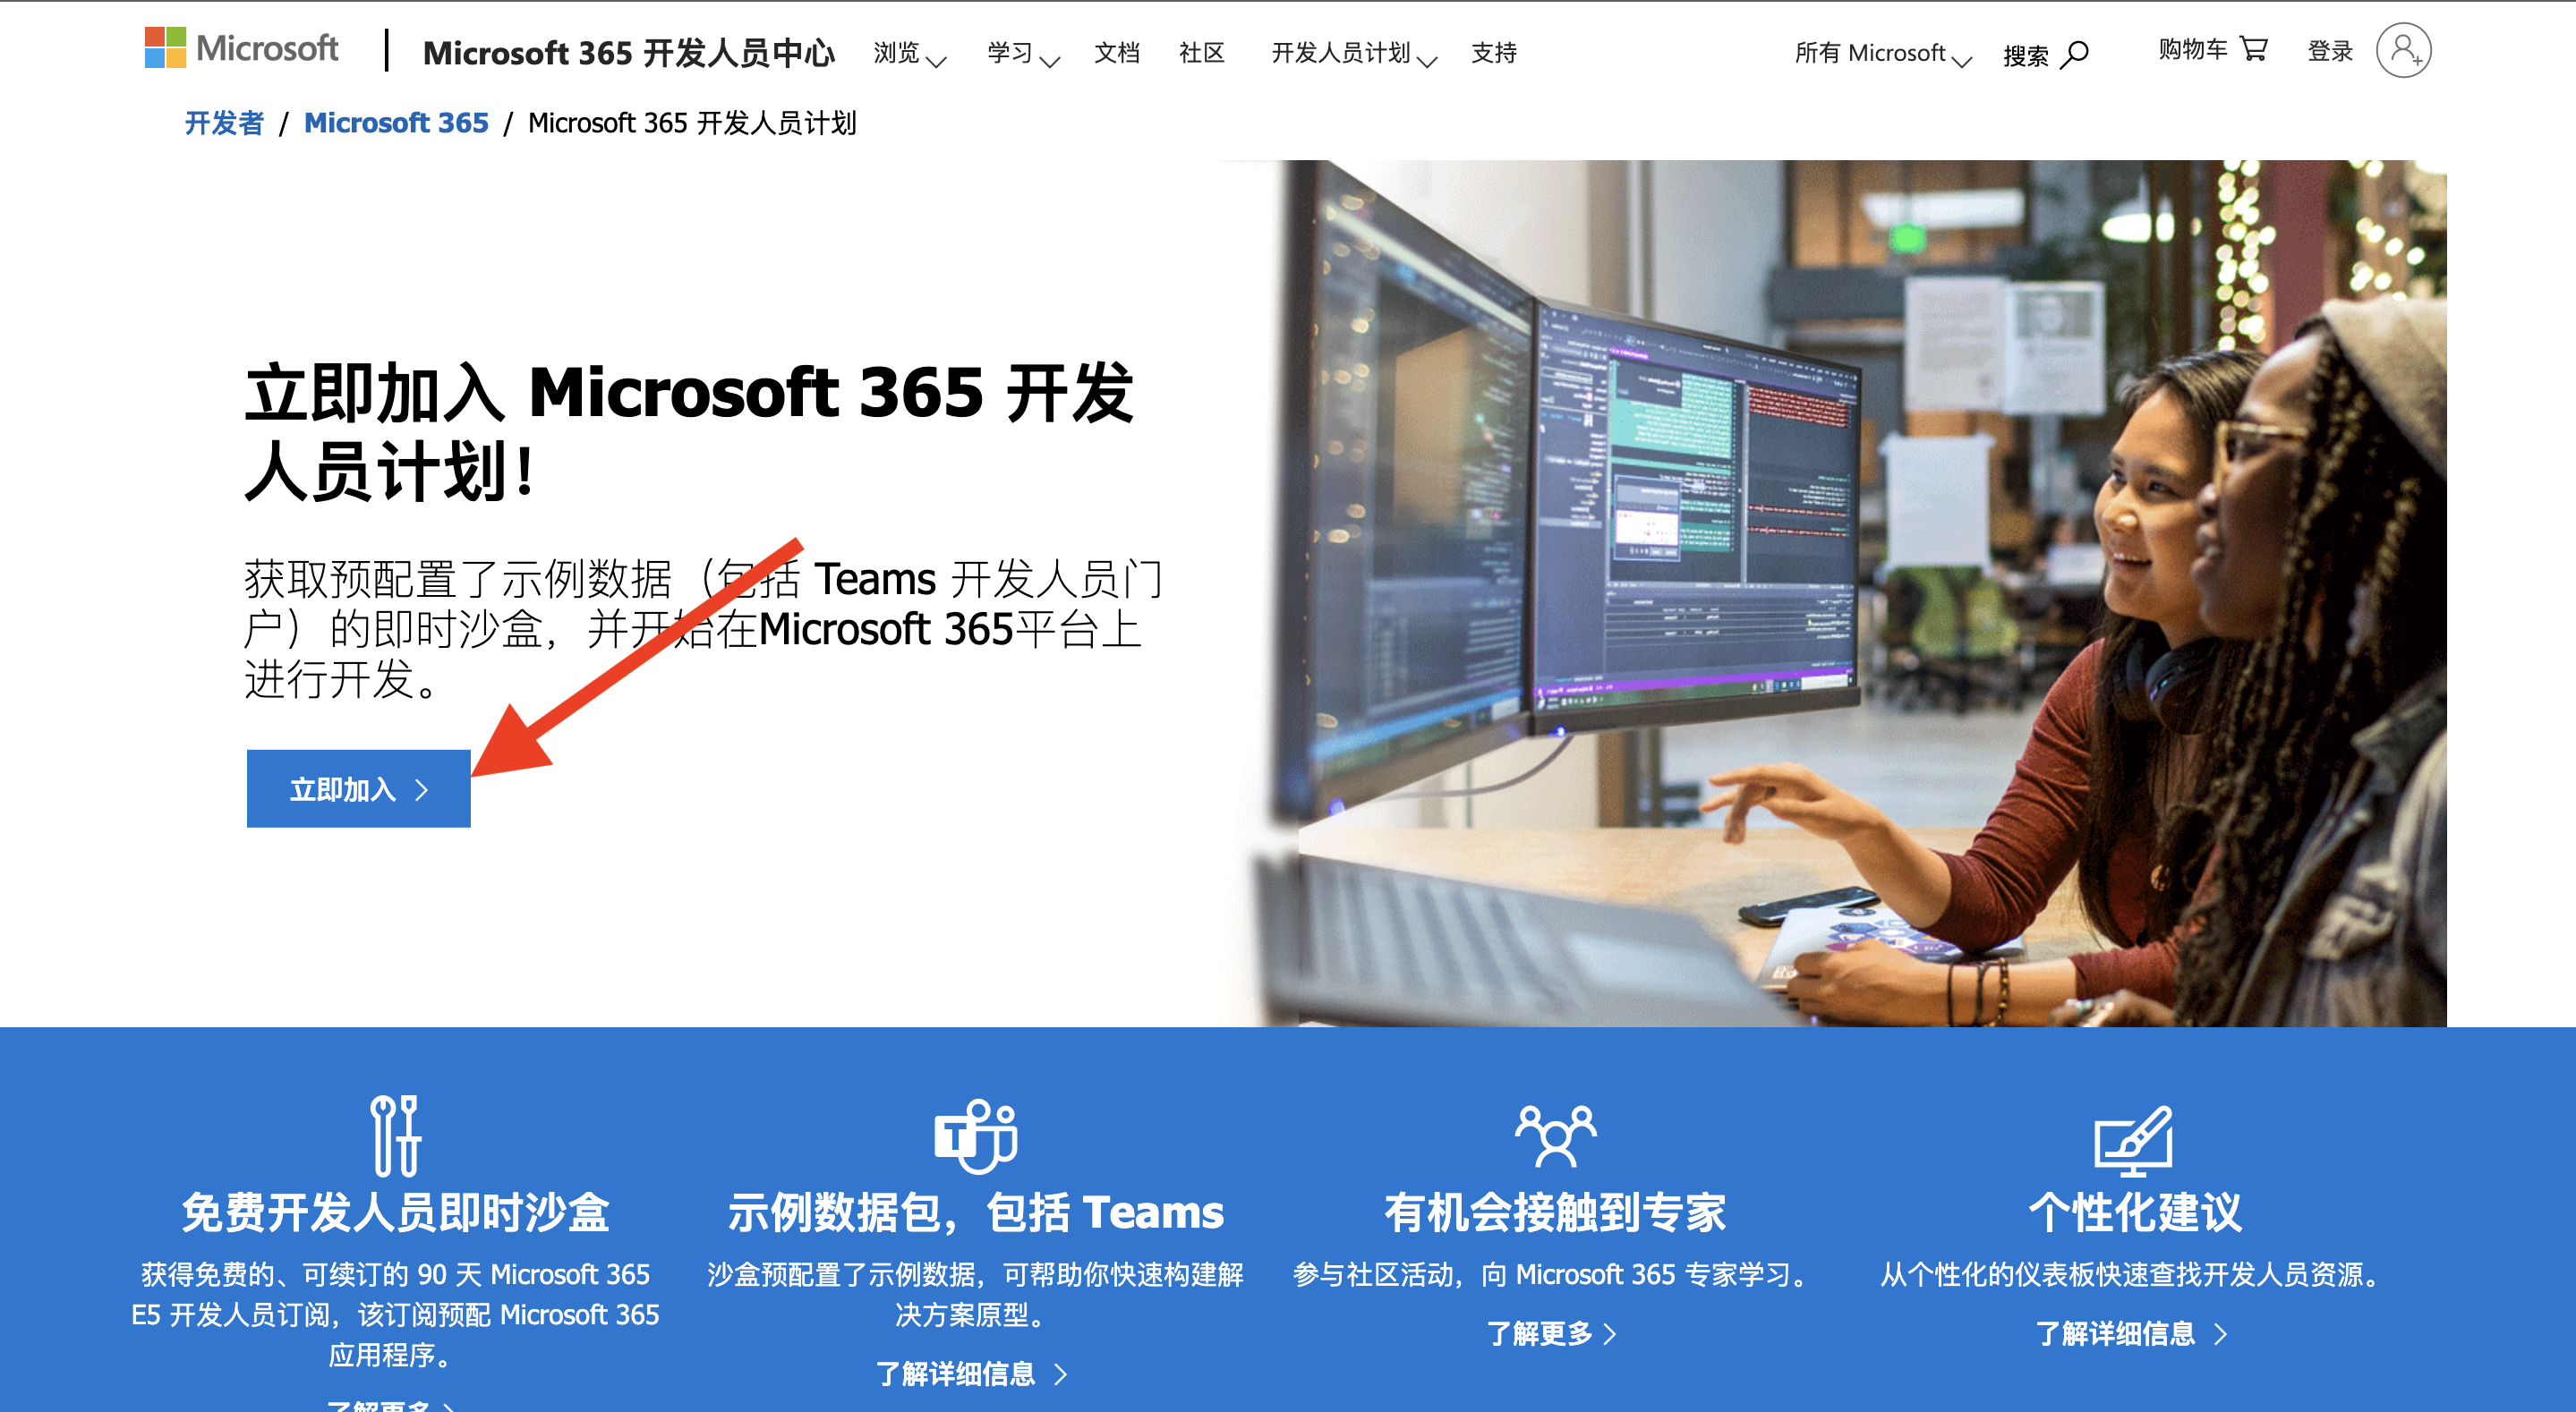 Microsoft
Microsoft 365 开发人员中心 浏览 学习 文档 社区 开发人员计划 支持 所有 Microsoft 搜索 购物车 登录
开发者 / Microsoft 365 / Microsoft 365 开发人员计划
立即加入 Microsoft 365 开发
人员计划！
获取预配置了示例数据（包括 Teams 开发人员门
户）的即时沙盒，并开始在Microsoft 365平台上
进行开发。
立即加入
免费开发人员即时沙盒
获得免费的、可续订的 90 天 Microsoft 365
E5 开发人员订阅，该订阅预配 Microsoft 365
应用程序。
了解更多
示例数据包，包括 Teams
沙盒预配置了示例数据，可帮助你快速构建解
决方案原型。
了解详细信息
有机会接触到专家
参与社区活动，向 Microsoft 365 专家学习。
了解更多
个性化建议
从个性化的仪表板快速查找开发人员资源。
了解详细信息